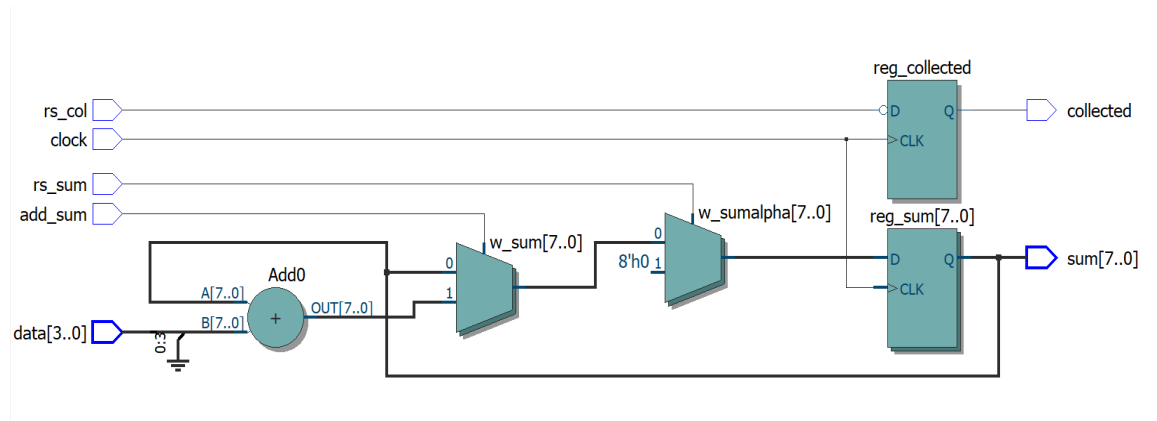 reg_collected
rs_col
D
Q
collected
clock
CLK
rs_sum
add_sum
w_sumalpha[7..0]
reg_sum[7..0]
w_sum[7..0]
0
8'h0
1
D
Q
sum[7..0]
0
1
CLK
Add0
A[7..0]
B[7..0]
+
OUT[7..0]
data[3..0]
0:3